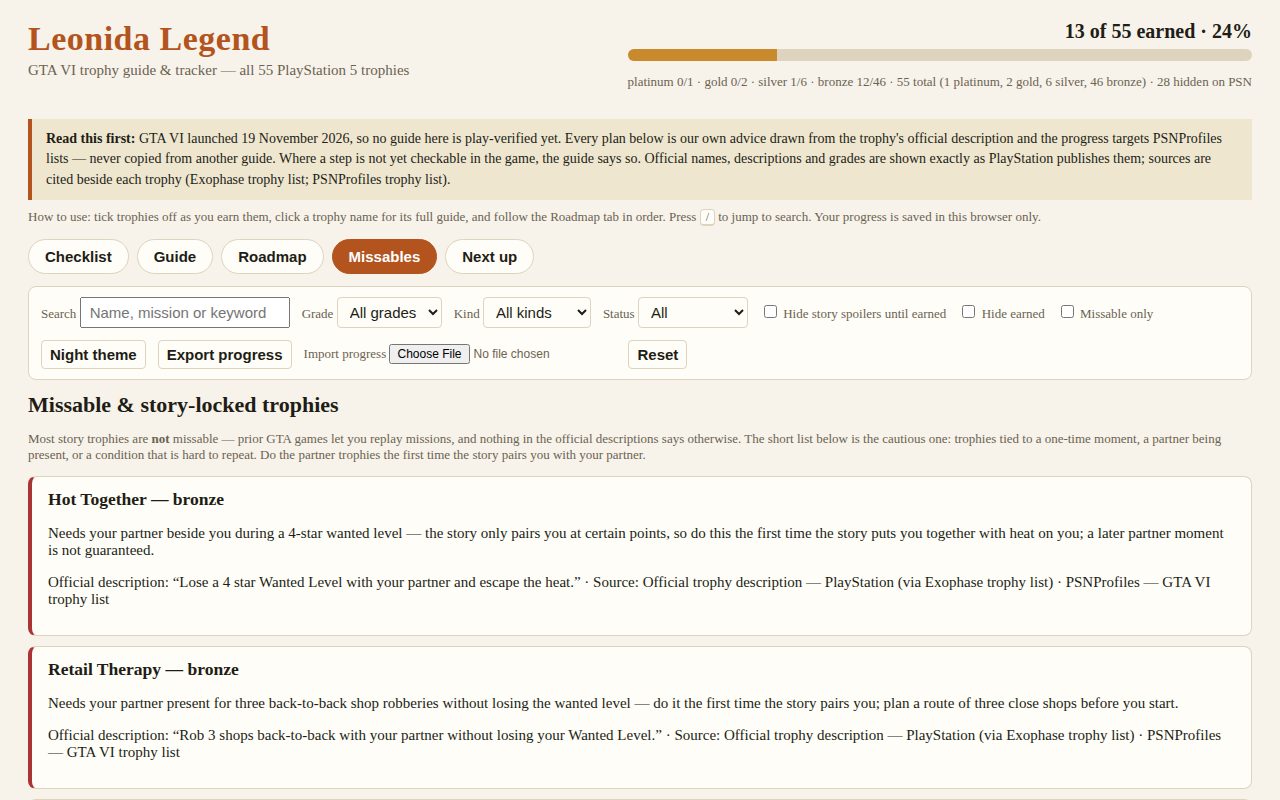 Leonida Legend
GTA VI trophy guide & tracker — all 55 PlayStation 5 trophies
13 of 55 earned · 24%
platinum 0/1 · gold 0/2 · silver 1/6 · bronze 12/46 · 55 total (1 platinum, 2 gold, 6 silver, 46 bronze) · 28 hidden on PSN
Read this first: GTA VI launched 19 November 2026, so no guide here is play-verified yet. Every plan below is our own advice drawn from the trophy's official description and the progress targets PSNProfiles
lists — never copied from another guide. Where a step is not yet checkable in the game, the guide says so. Official names, descriptions and grades are shown exactly as PlayStation publishes them; sources are
cited beside each trophy (Exophase trophy list; PSNProfiles trophy list).
How to use: tick trophies off as you earn them, click a trophy name for its full guide, and follow the Roadmap tab in order. Press / to jump to search. Your progress is saved in this browser only.
Checklist Guide Roadmap Missables Next up
Search Name, mission or keyword Grade All grades Kind All kinds Status All Hide story spoilers until earned Hide earned Missable only
Night theme Export progress Import progress Choose File No file chosen Reset
Missable & story-locked trophies
Most story trophies are not missable — prior GTA games let you replay missions, and nothing in the official descriptions says otherwise. The short list below is the cautious one: trophies tied to a one-time moment, a partner being
present, or a condition that is hard to repeat. Do the partner trophies the first time the story pairs you with your partner.
Hot Together — bronze
Needs your partner beside you during a 4-star wanted level — the story only pairs you at certain points, so do this the first time the story puts you together with heat on you; a later partner moment
is not guaranteed.
Official description: “Lose a 4 star Wanted Level with your partner and escape the heat.” · Source: Official trophy description — PlayStation (via Exophase trophy list) · PSNProfiles — GTA VI
trophy list
Retail Therapy — bronze
Needs your partner present for three back-to-back shop robberies without losing the wanted level — do it the first time the story pairs you; plan a route of three close shops before you start.
Official description: “Rob 3 shops back-to-back with your partner without losing your Wanted Level.” · Source: Official trophy description — PlayStation (via Exophase trophy list) · PSNProfiles
— GTA VI trophy list